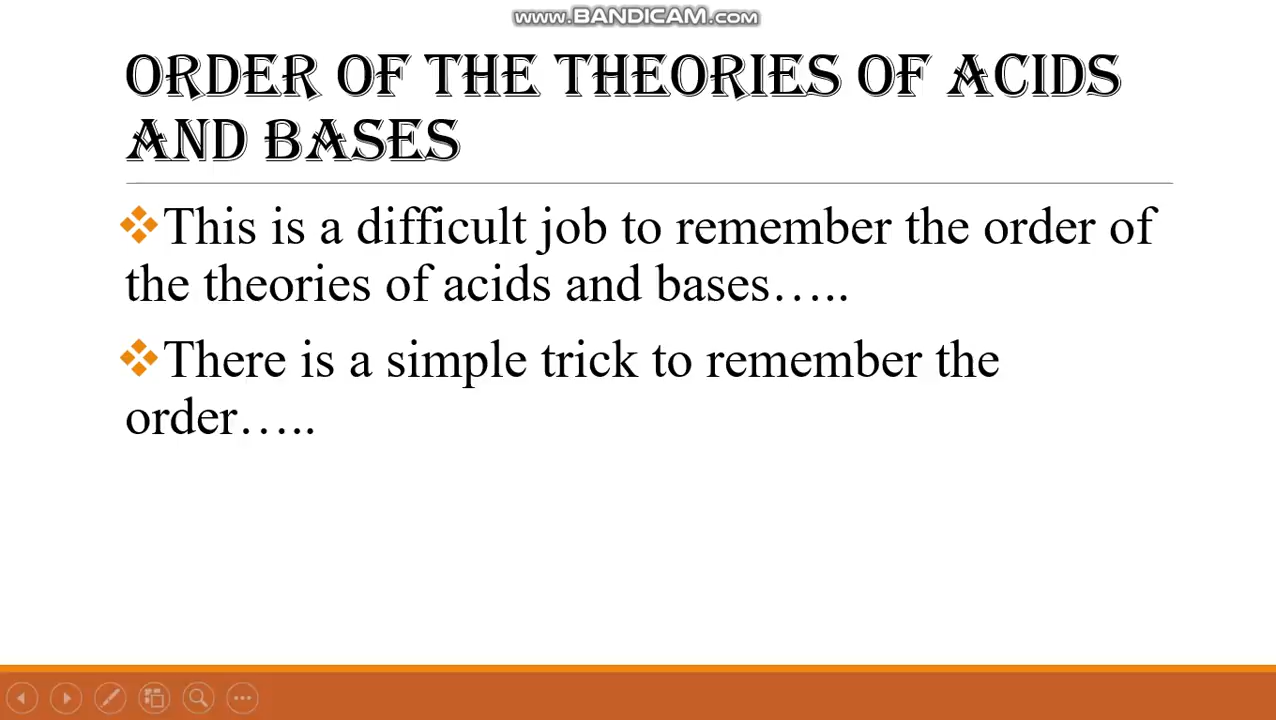 www.BANDICAM.com
ORDER OF THE THEORIES OF ACIDS
AND BASES
❖This is a difficult job to remember the order of
the theories of acids and bases…..
❖There is a simple trick to remember the
order…..